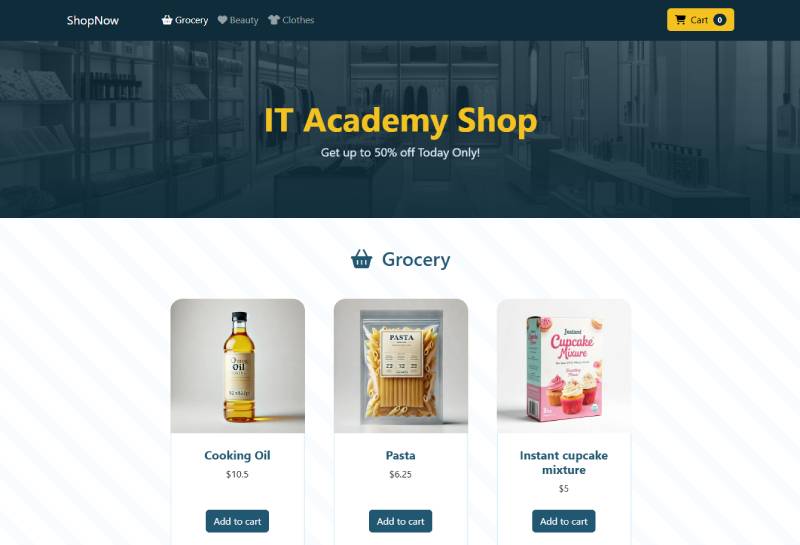 ShopNow
Grocery
Beauty
Clothes
Cart 0
IT Academy Shop
Get up to 50% off Today Only!
Grocery
Oil
PASTA
Instant
Cupcake
Mixure
Cooking Oil
$10.5
Add to cart
Pasta
$6.25
Add to cart
Instant cupcake
mixture
$5
Add to cart